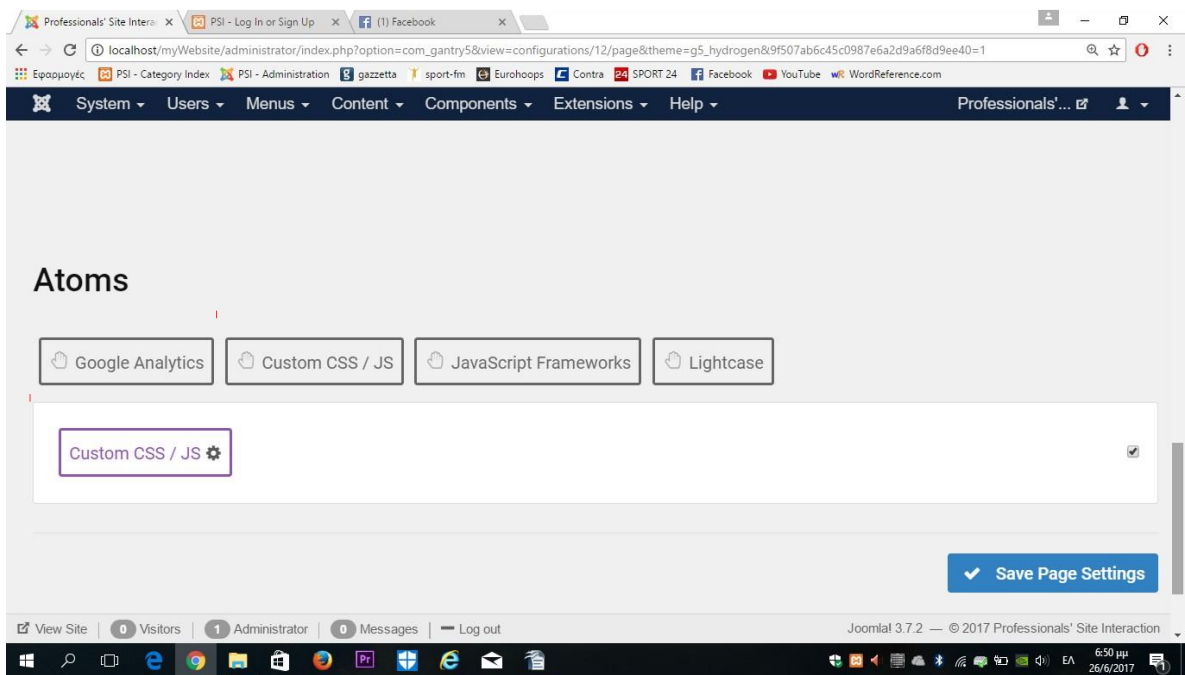 Professionals' Site Intera
PSI - Log In or Sign Up
(1) Facebook
localhost/myWebsite/administrator/index.php?option=com_gantry5&view=configurations/12/page&theme=g5_hydrogen&9f507ab6c45c0987e6a2d9a6f8d9ee40=1
Εφαρμογές PSI - Category Index PSI - Administration gazzetta sport-fm Eurohoops Contra 24 SPORT 24 Facebook YouTube wR WordReference.com
System Users Menus Content Components Extensions Help Professionals'...
Atoms
Google Analytics Custom CSS / JS JavaScript Frameworks Lightcase
Custom CSS / JS
Save Page Settings
View Site 0 Visitors 1 Administrator 0 Messages Log out Joomla! 3.7.2 — © 2017 Professionals' Site Interaction
Pr ΕΛ 6:50 μμ
26/6/2017